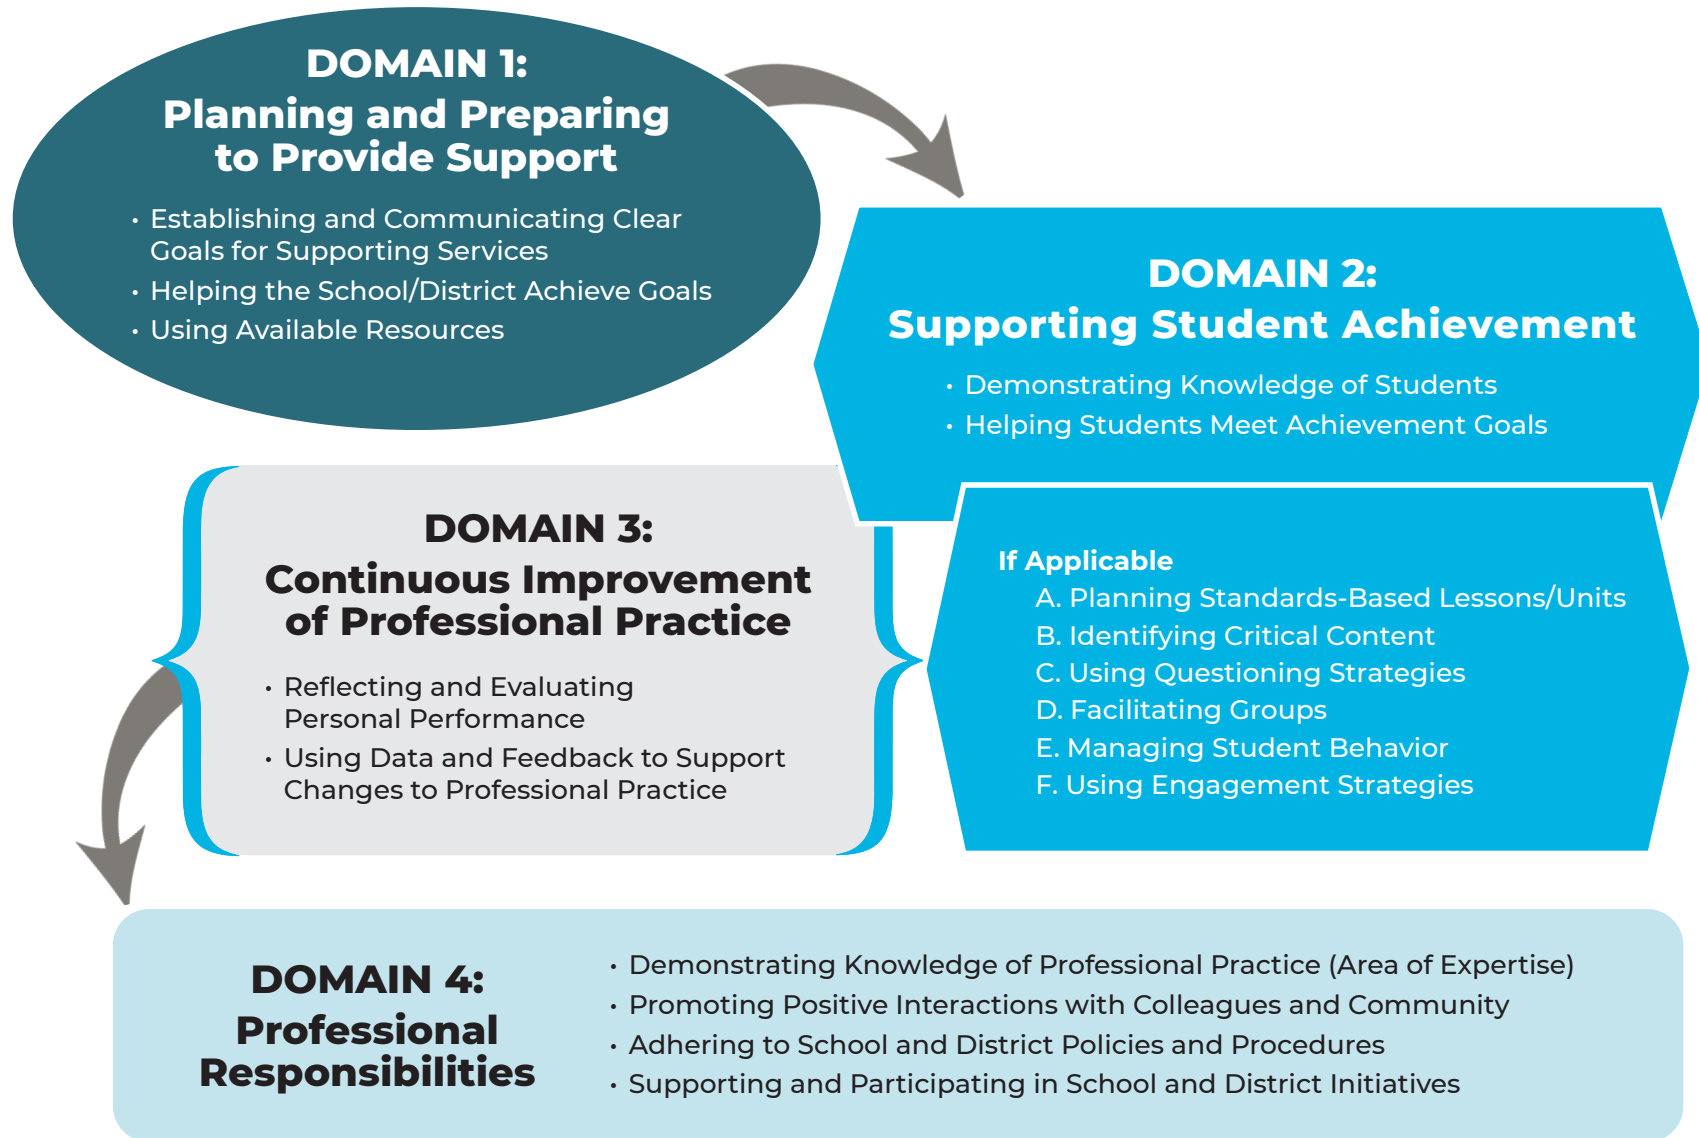 DOMAIN 1:
Planning and Preparing
to Provide Support
• Establishing and Communicating Clear
Goals for Supporting Services
• Helping the School/District Achieve Goals
• Using Available Resources
DOMAIN 2:
Supporting Student Achievement
• Demonstrating Knowledge of Students
• Helping Students Meet Achievement Goals
If Applicable
A. Planning Standards-Based Lessons/Units
B. Identifying Critical Content
C. Using Questioning Strategies
D. Facilitating Groups
E. Managing Student Behavior
F. Using Engagement Strategies
DOMAIN 3:
Continuous Improvement
of Professional Practice
• Reflecting and Evaluating
Personal Performance
• Using Data and Feedback to Support
Changes to Professional Practice
DOMAIN 4:
Professional
Responsibilities
• Demonstrating Knowledge of Professional Practice (Area of Expertise)
• Promoting Positive Interactions with Colleagues and Community
• Adhering to School and District Policies and Procedures
• Supporting and Participating in School and District Initiatives